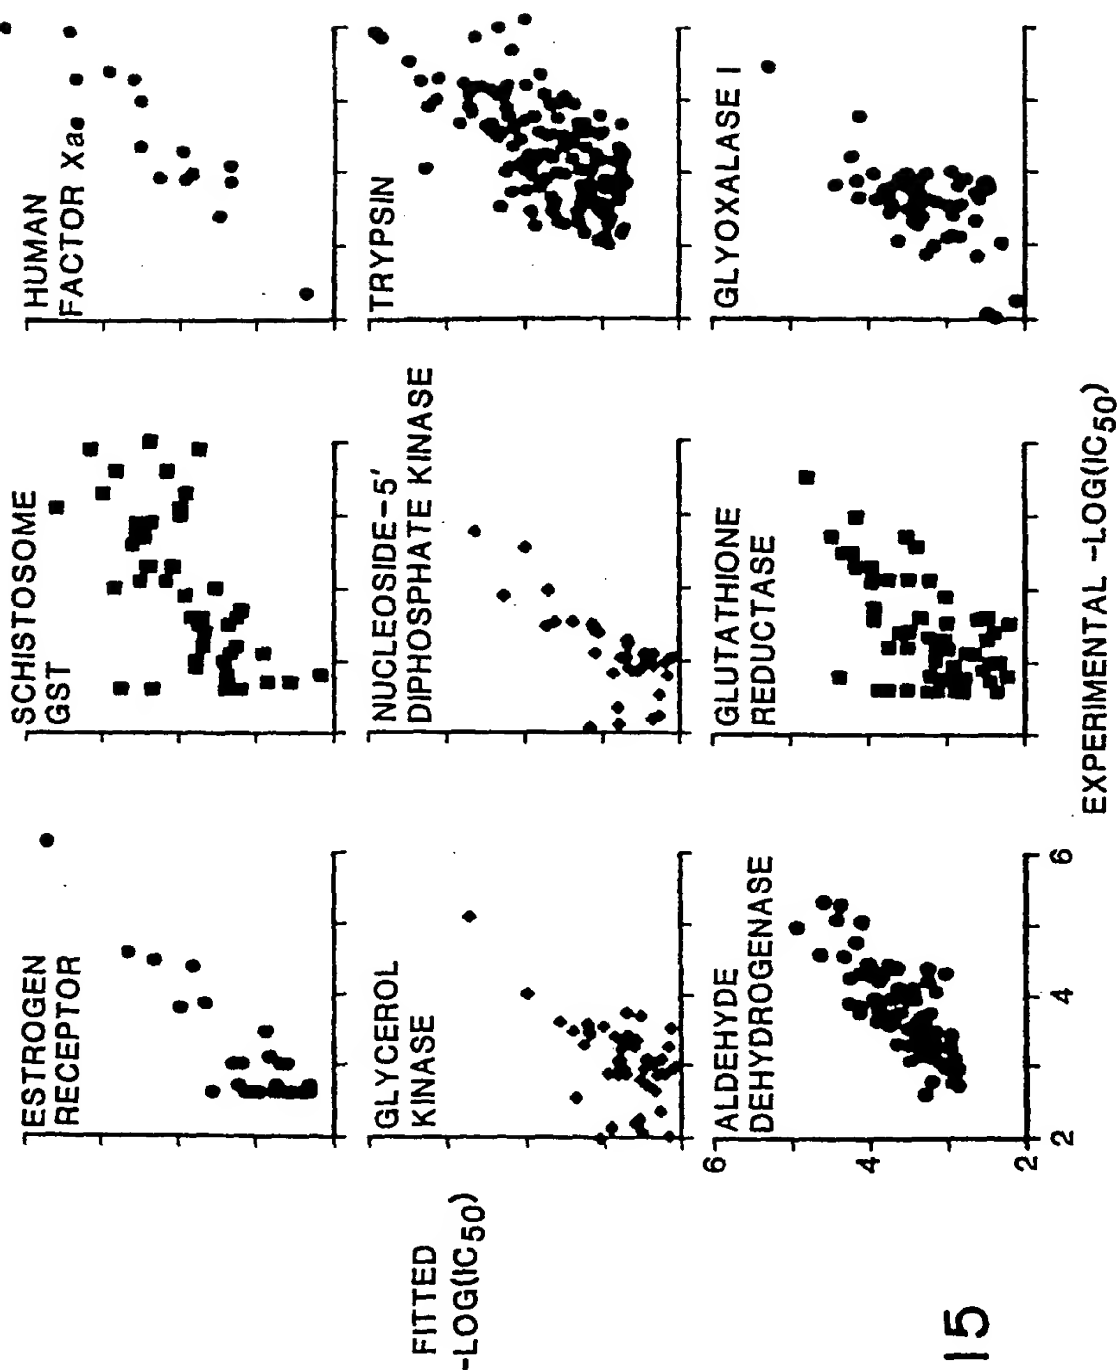 ESTROGEN
RECEPTOR
SCHISTOSOME
GST
HUMAN
FACTOR Xa
FITTED
-LOG(IC50)
GLYCEROL
KINASE
NUCLEOSIDE-5'
DIPHOSPHATE KINASE
TRYPSIN
ALDEHYDE
DEHYDROGENASE
GLUTATHIONE
REDUCTASE
GLYOXALASE I
6
4
2
2 4 6
EXPERIMENTAL -LOG(IC50)
15